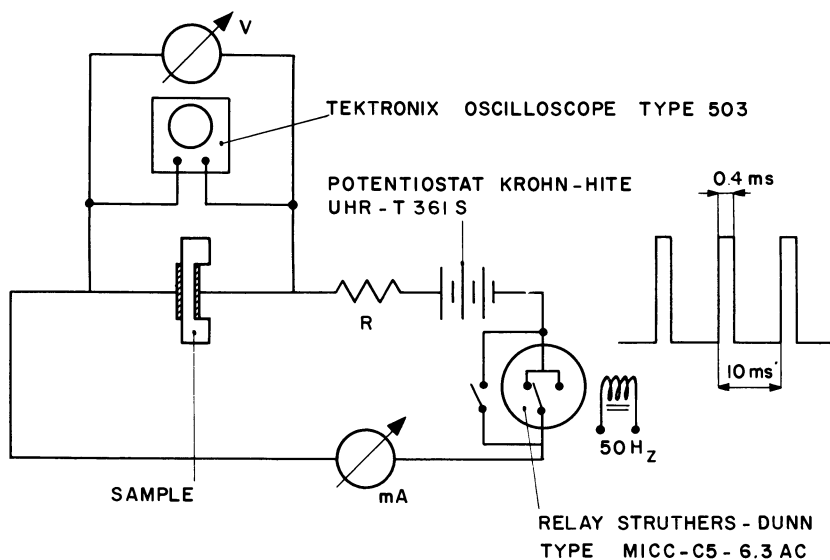 V
TEKTRONIX OSCILLOSCOPE TYPE 503
POTENTIOSTAT KROHN-HITE
UHR-T 361 S
0.4 ms
R
10 ms
50 Hz
SAMPLE
mA
RELAY STRUTHERS-DUNN
TYPE MICC-C5-6.3 AC